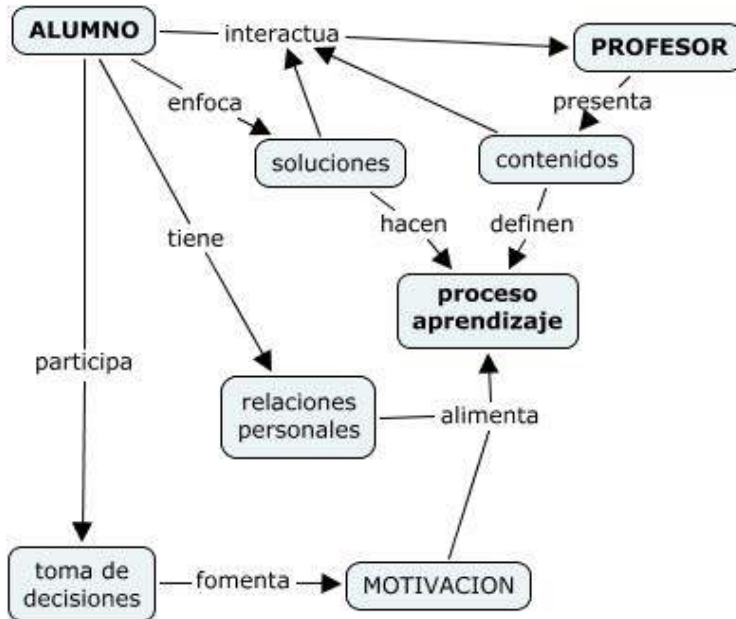 ALUMNO
interactua
PROFESOR
enfoca
presenta
soluciones
contenidos
tiene
hacen
definen
proceso
aprendizaje
participa
relaciones
personales
alimenta
toma de
decisiones
fomenta
MOTIVACION